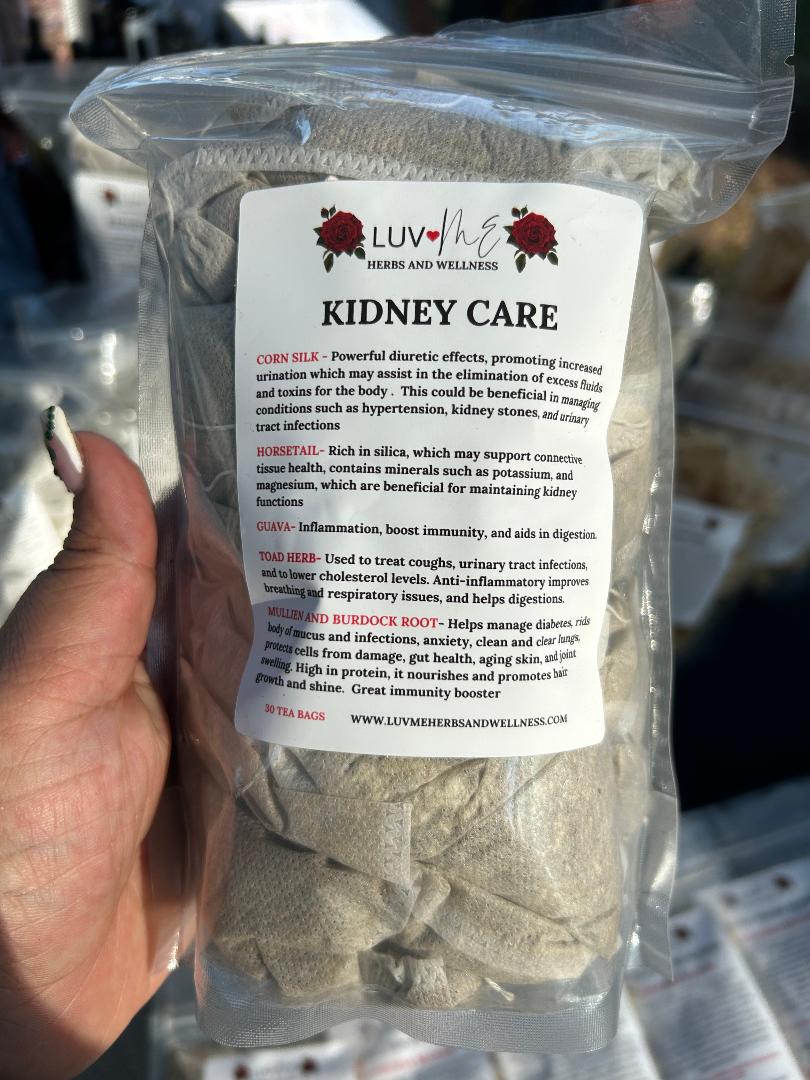 LUV ME
HERBS AND WELLNESS
KIDNEY CARE
CORN SILK - Powerful diuretic effects, promoting increased
urination which may assist in the elimination of excess fluids
and toxins for the body . This could be beneficial in managing
conditions such as hypertension, kidney stones, and urinary
tract infections
HORSETAIL- Rich in silica, which may support connective
tissue health, contains minerals such as potassium, and
magnesium, which are beneficial for maintaining kidney
functions
GUAVA- Inflammation, boost immunity, and aids in digestion.
TOAD HERB- Used to treat coughs, urinary tract infections,
and to lower cholesterol levels. Anti-inflammatory improves
breathing and respiratory issues, and helps digestions.
MULLIEN AND BURDOCK ROOT- Helps manage diabetes, rids
body of mucus and infections, anxiety, clean and clear lungs,
protects cells from damage, gut health, aging skin, and joint
swelling. High in protein, it nourishes and promotes hair
growth and shine. Great immunity booster
30 TEA BAGS WWW.LUVMEHERBSANDWELLNESS.COM